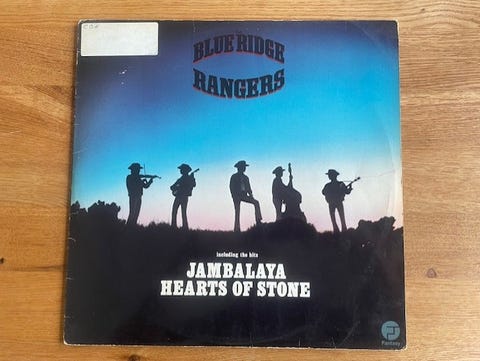 BLUE RIDGE
RANGERS
including the hits
JAMBALAYA
HEARTS OF STONE
Fantasy